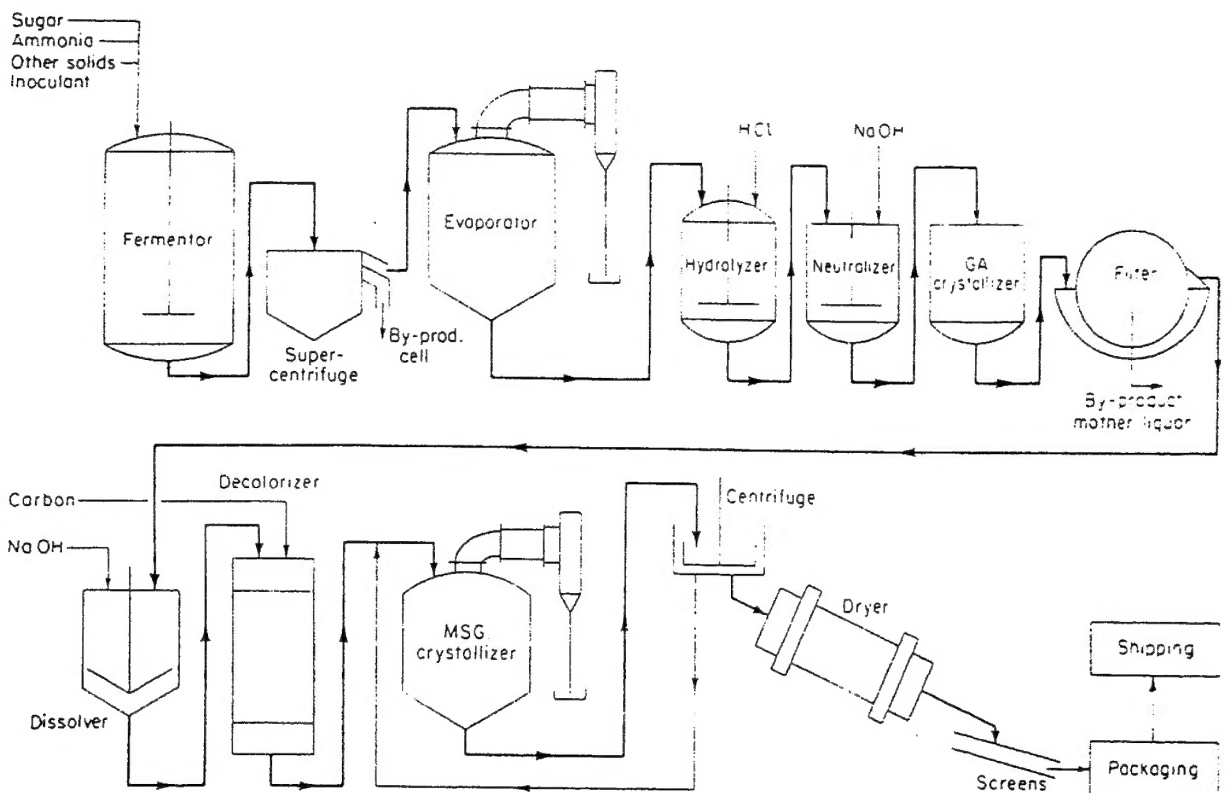 Sugar
Ammonia
Other solids
Inoculant
Fermentor
Super-
centrifuge
By-prod.
cell
Evaporator
HCl
Hydrolyzer
NaOH
Neutralizer
GA
crystallizer
Filter
By-product
mother liquor
Carbon
NaOH
Dissolver
Decolorizer
MSG
crystallizer
Centrifuge
Dryer
Screens
Shipping
Packaging